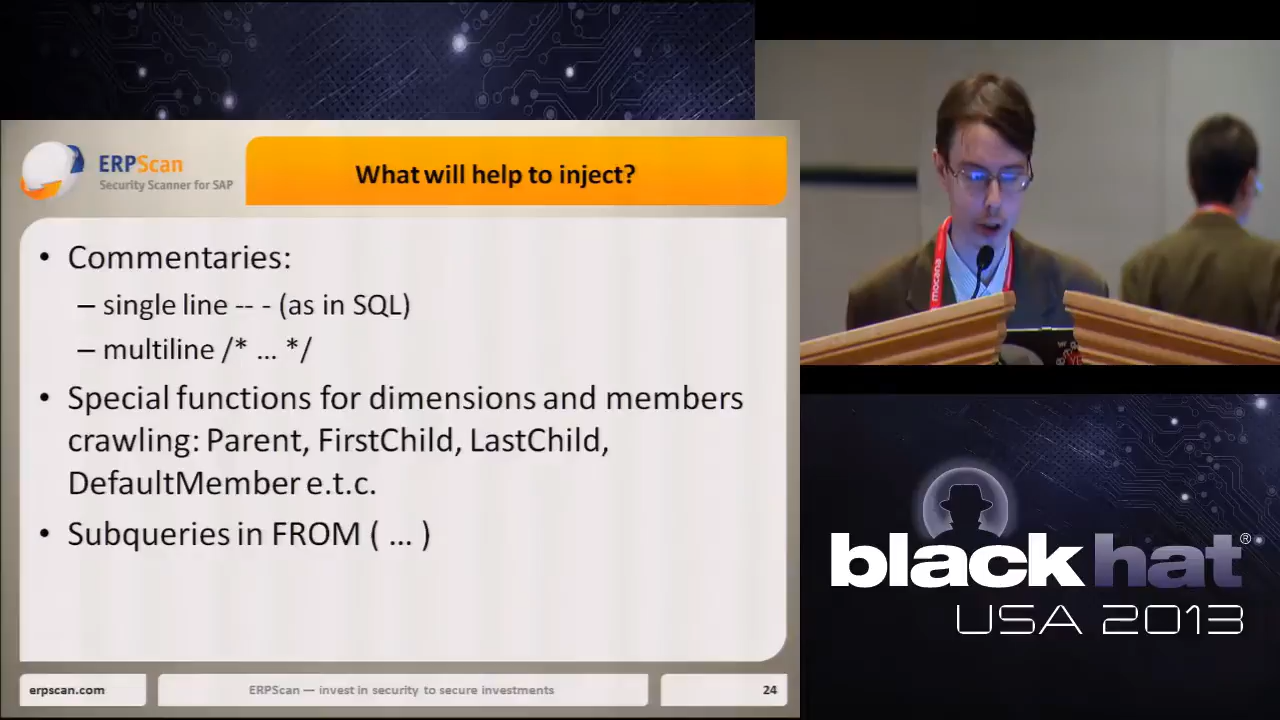 ERPScan
Security Scanner for SAP
What will help to inject?
• Commentaries:
– single line -- - (as in SQL)
– multiline /* … */
• Special functions for dimensions and members
crawling: Parent, FirstChild, LastChild,
DefaultMember e.t.c.
• Subqueries in FROM ( … )
erpscan.com
ERPScan — invest in security to secure investments
24
mocana
black hat®
USA 2013